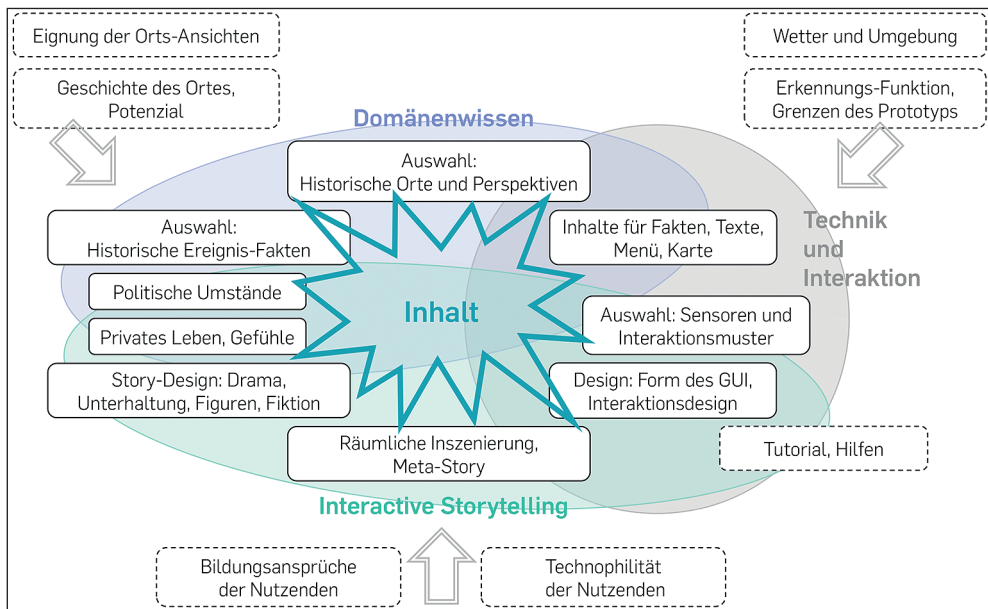 Eignung der Orts-Ansichten
Wetter und Umgebung
Geschichte des Ortes,
Potenzial
Erkennungs-Funktion,
Grenzen des Prototyps
Domänenwissen
Auswahl:
Historische Orte und Perspektiven
Auswahl:
Historische Ereignis-Fakten
Inhalte für Fakten, Texte,
Menü, Karte
Technik
und
Interaktion
Politische Umstände
Inhalt
Auswahl: Sensoren und
Interaktionsmuster
Privates Leben, Gefühle
Story-Design: Drama,
Unterhaltung, Figuren, Fiktion
Design: Form des GUI,
Interaktionsdesign
Räumliche Inszenierung,
Meta-Story
Tutorial, Hilfen
Interactive Storytelling
Bildungsansprüche
der Nutzenden
Technophilität
der Nutzenden